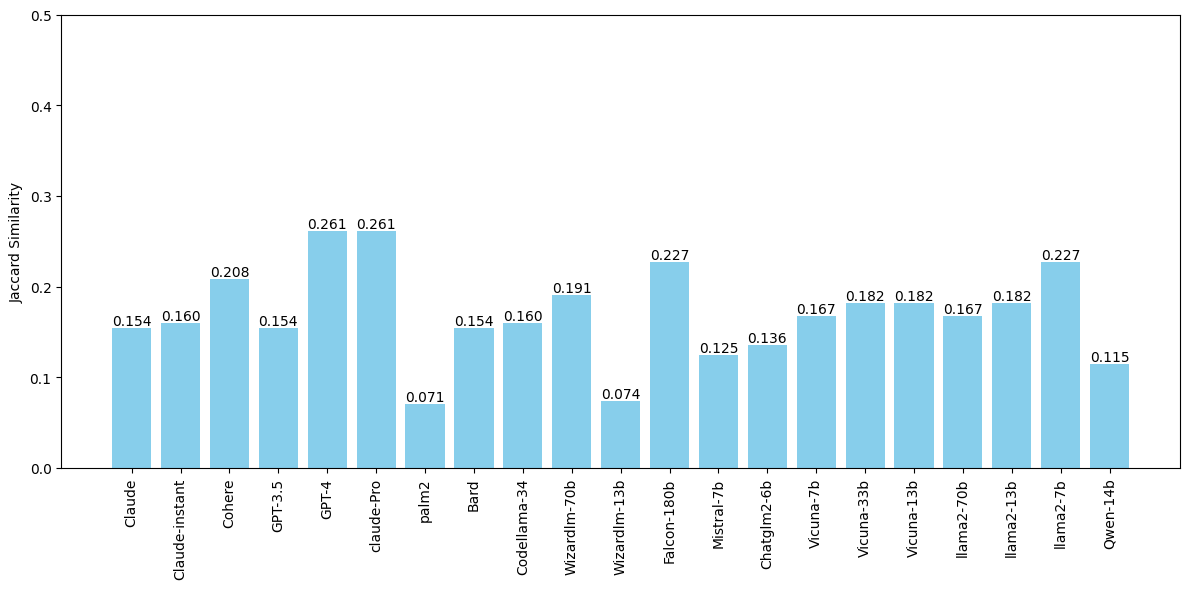 0.5
0.4
0.3
0.2
0.1
0.0
Jaccard Similarity
0.154
0.160
0.208
0.154
0.261
0.261
0.071
0.154
0.160
0.191
0.074
0.227
0.125
0.136
0.167
0.182
0.182
0.167
0.182
0.227
0.115
Claude
Claude-instant
Cohere
GPT-3.5
GPT-4
claude-Pro
palm2
Bard
Codellama-34
Wizardlm-70b
Wizardlm-13b
Falcon-180b
Mistral-7b
Chatglm2-6b
Vicuna-7b
Vicuna-33b
Vicuna-13b
llama2-70b
llama2-13b
llama2-7b
Qwen-14b